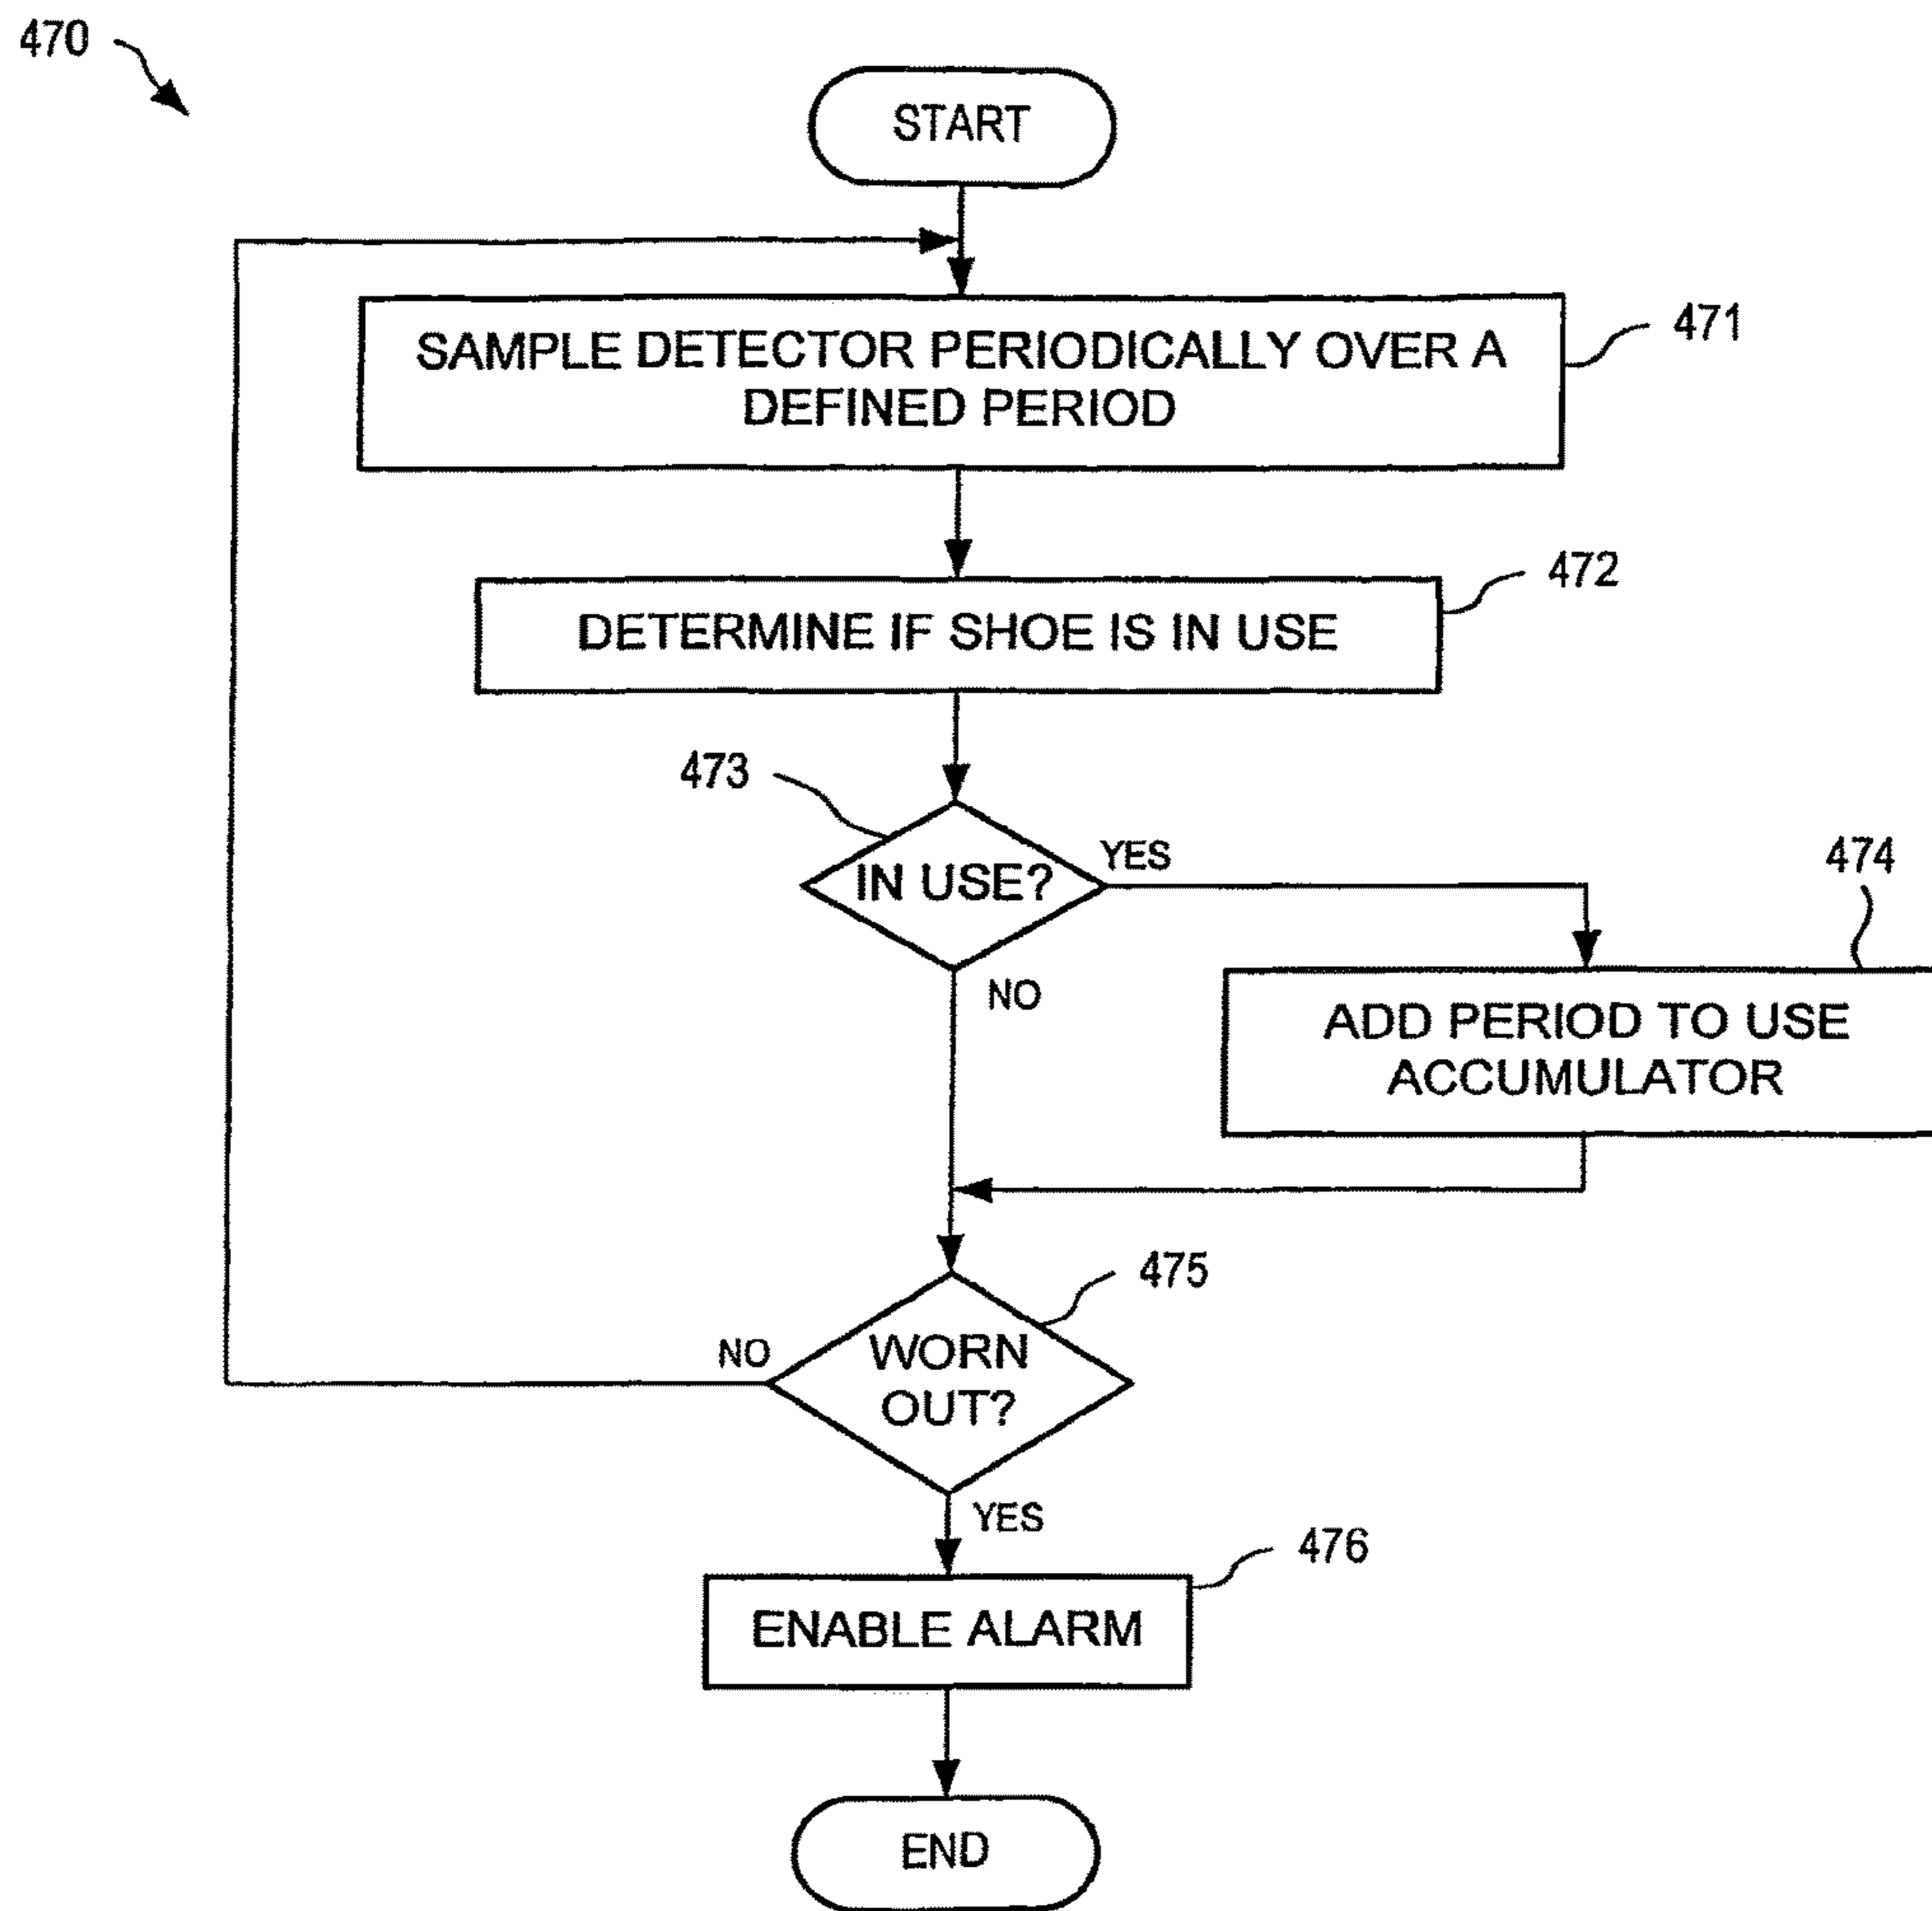 470
START
SAMPLE DETECTOR PERIODICALLY OVER A
DEFINED PERIOD
471
DETERMINE IF SHOE IS IN USE
472
473
IN USE?
YES
NO
474
ADD PERIOD TO USE
ACCUMULATOR
475
WORN
OUT?
NO
YES
476
ENABLE ALARM
END